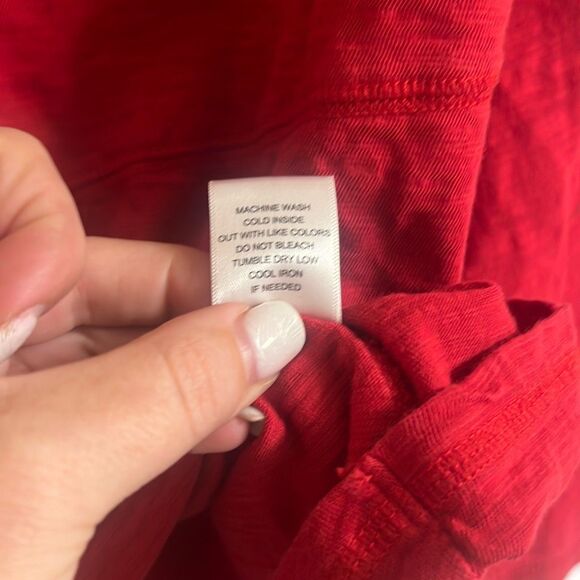 MACHINE WASH
COLD INSIDE
OUT WITH LIKE COLORS
DO NOT BLEACH
TUMBLE DRY LOW
COOL IRON
IF NEEDED